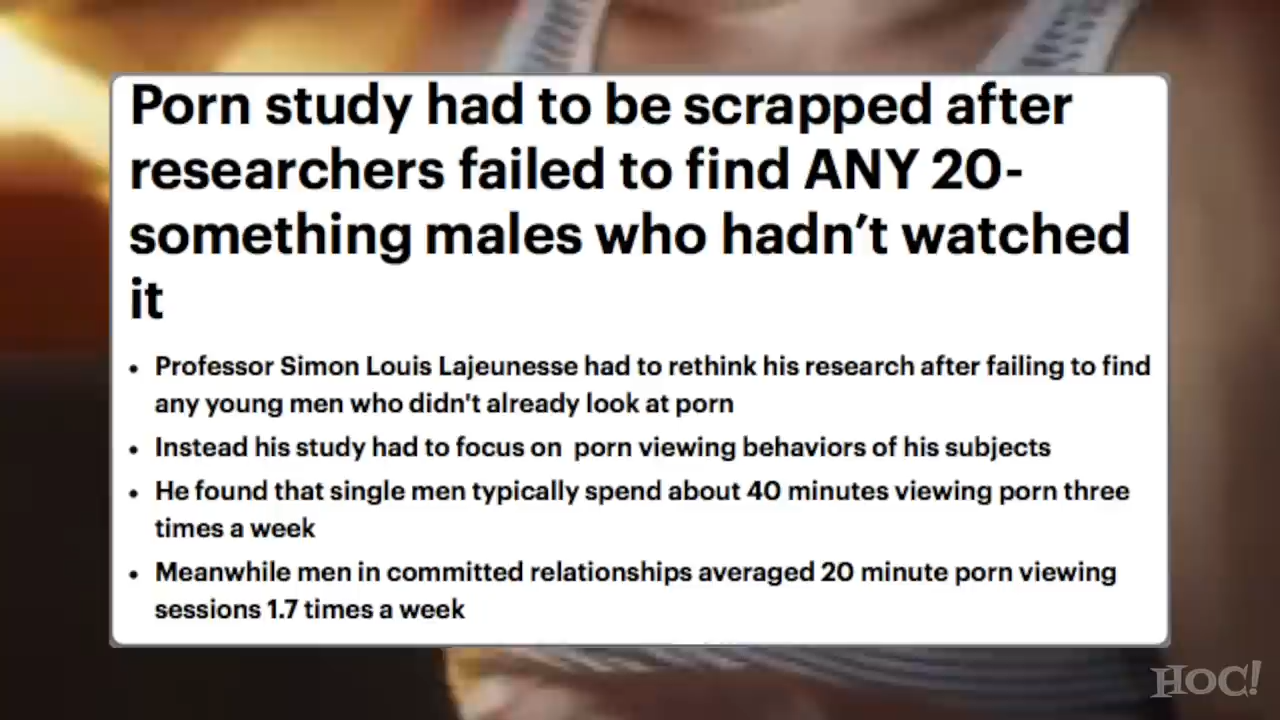 Porn study had to be scrapped after
researchers failed to find ANY 20-
something males who hadn’t watched
it
• Professor Simon Louis Lajeunesse had to rethink his research after failing to find
any young men who didn't already look at porn
• Instead his study had to focus on  porn viewing behaviors of his subjects
• He found that single men typically spend about 40 minutes viewing porn three
times a week
• Meanwhile men in committed relationships averaged 20 minute porn viewing
sessions 1.7 times a week
HOC!